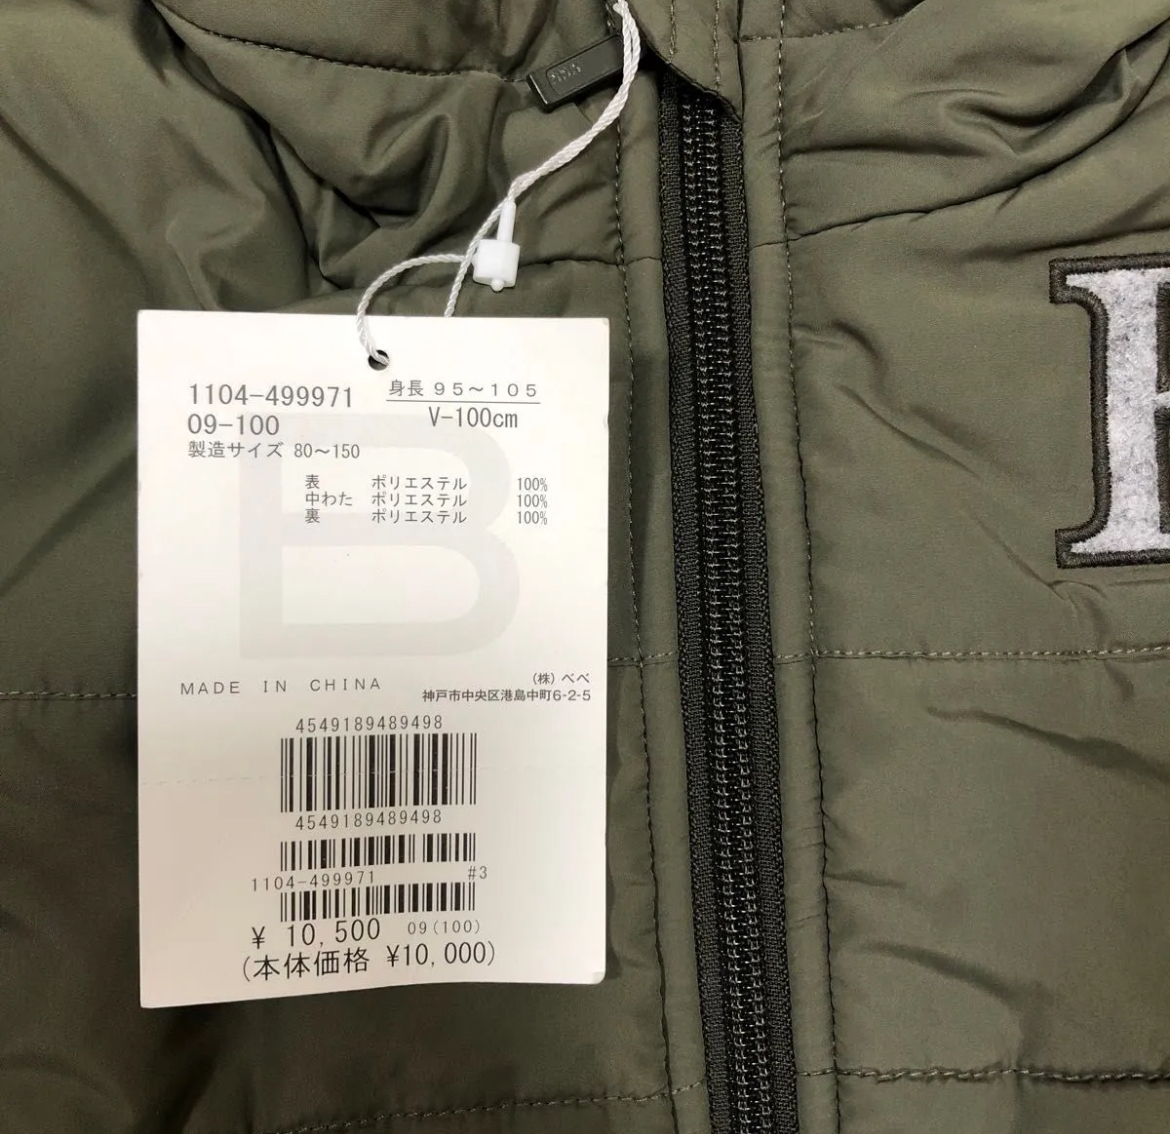 1104-499971
身長 95～105
09-100
V-100cm
製造サイズ 80～150
表 ポリエステル 100%
中わた ポリエステル 100%
裏 ポリエステル 100%
B
MADE IN CHINA
(株)べべ
神戸市中央区港島中町6-2-5
4549189489498
4549189489498
1104-499971 #3
¥ 10,500 09(100)
(本体価格 ¥10,000)